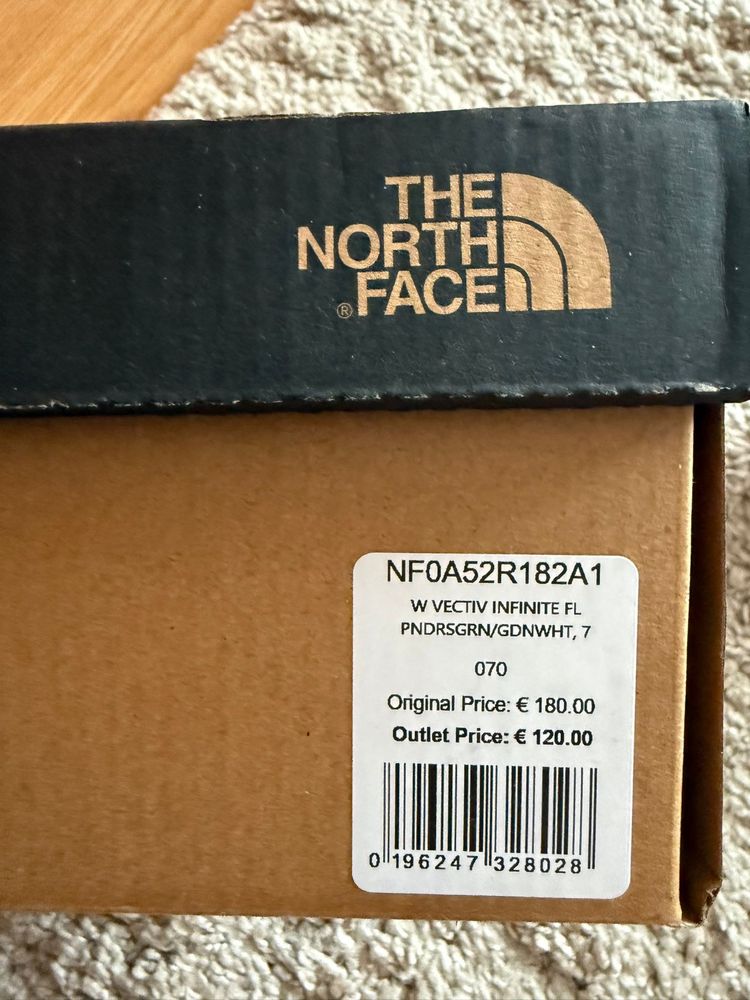 THE
NORTH
® FACE
NF0A52R182A1
W VECTIV INFINITE FL
PNDRSGRN/GDNWHT, 7
070
Original Price: € 180.00
Outlet Price: € 120.00
0 196247 328028